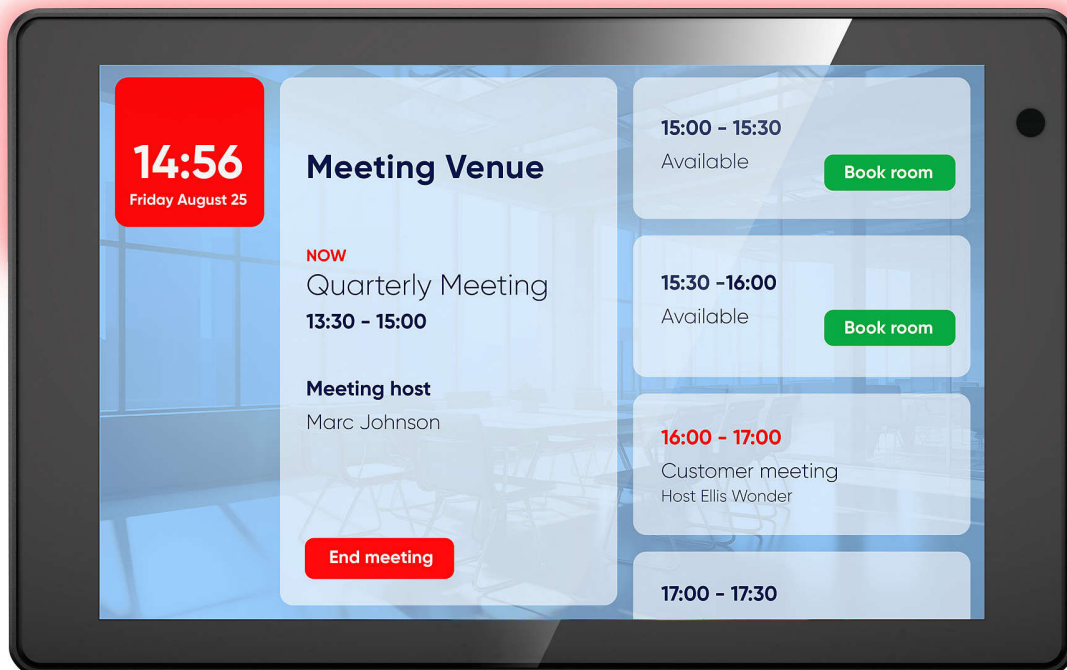 14:56
Friday August 25
Meeting Venue
NOW
Quarterly Meeting
13:30 - 15:00
Meeting host
Marc Johnson
End meeting
15:00 - 15:30
Available
Book room
15:30 -16:00
Available
Book room
16:00 - 17:00
Customer meeting
Host Ellis Wonder
17:00 - 17:30